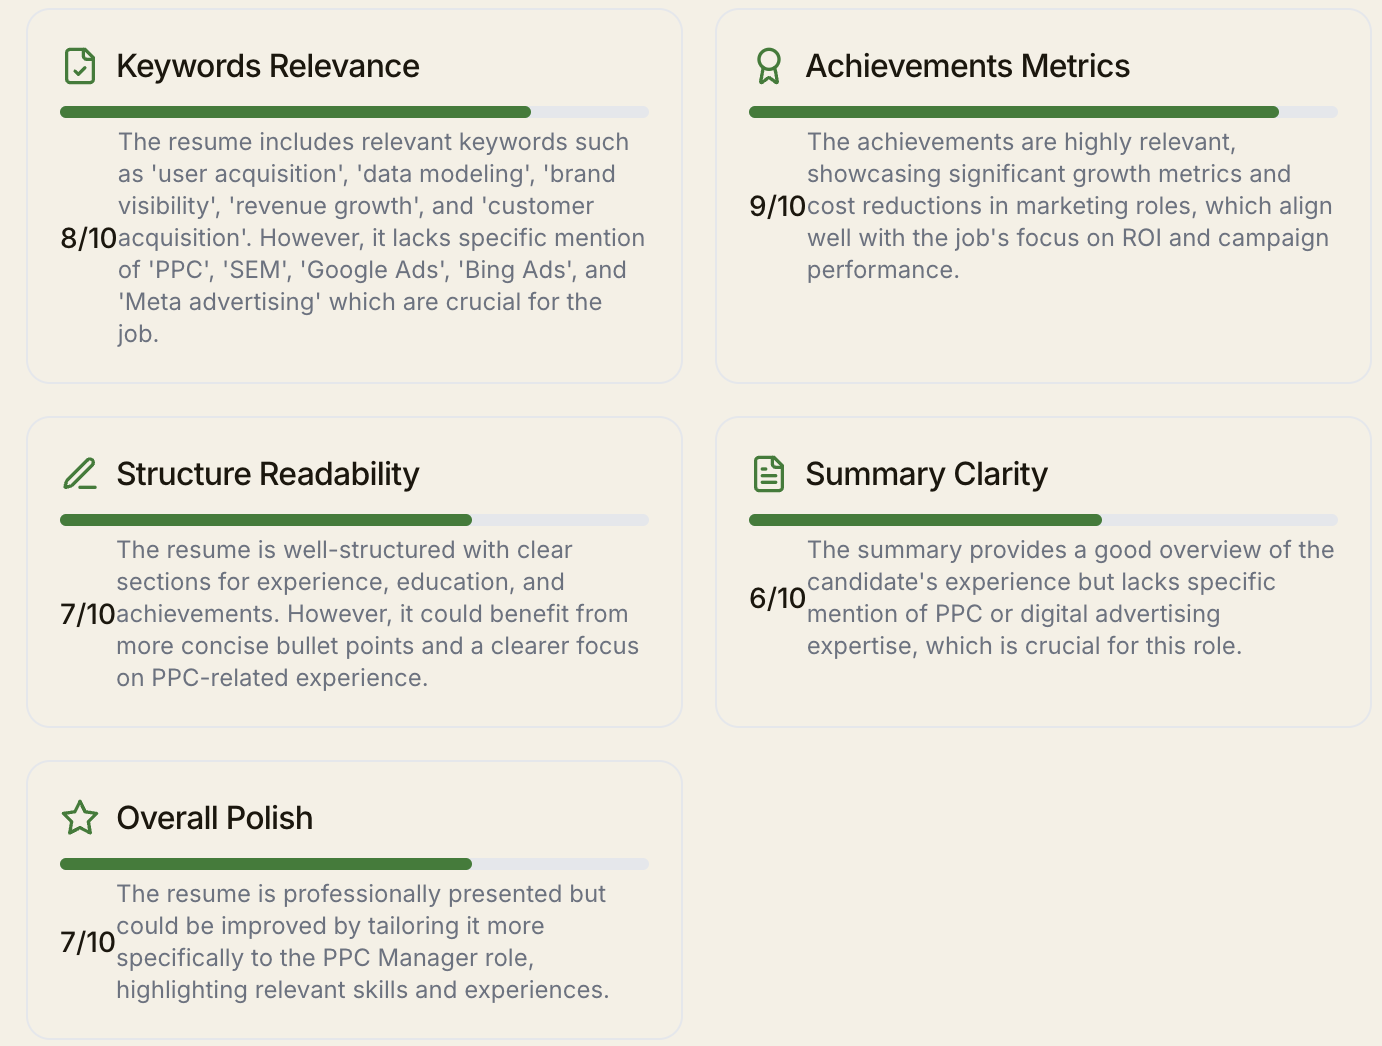 Keywords Relevance
The resume includes relevant keywords such
as 'user acquisition', 'data modeling', 'brand
visibility', 'revenue growth', and 'customer
8/10 acquisition'. However, it lacks specific mention
of 'PPC', 'SEM', 'Google Ads', 'Bing Ads', and
'Meta advertising' which are crucial for the
job.
Achievements Metrics
The achievements are highly relevant,
showcasing significant growth metrics and
9/10 cost reductions in marketing roles, which align
well with the job's focus on ROI and campaign
performance.
Structure Readability
The resume is well-structured with clear
sections for experience, education, and
7/10 achievements. However, it could benefit from
more concise bullet points and a clearer focus
on PPC-related experience.
Summary Clarity
The summary provides a good overview of the
candidate's experience but lacks specific
6/10
mention of PPC or digital advertising
expertise, which is crucial for this role.
Overall Polish
The resume is professionally presented but
could be improved by tailoring it more
7/10
specifically to the PPC Manager role,
highlighting relevant skills and experiences.